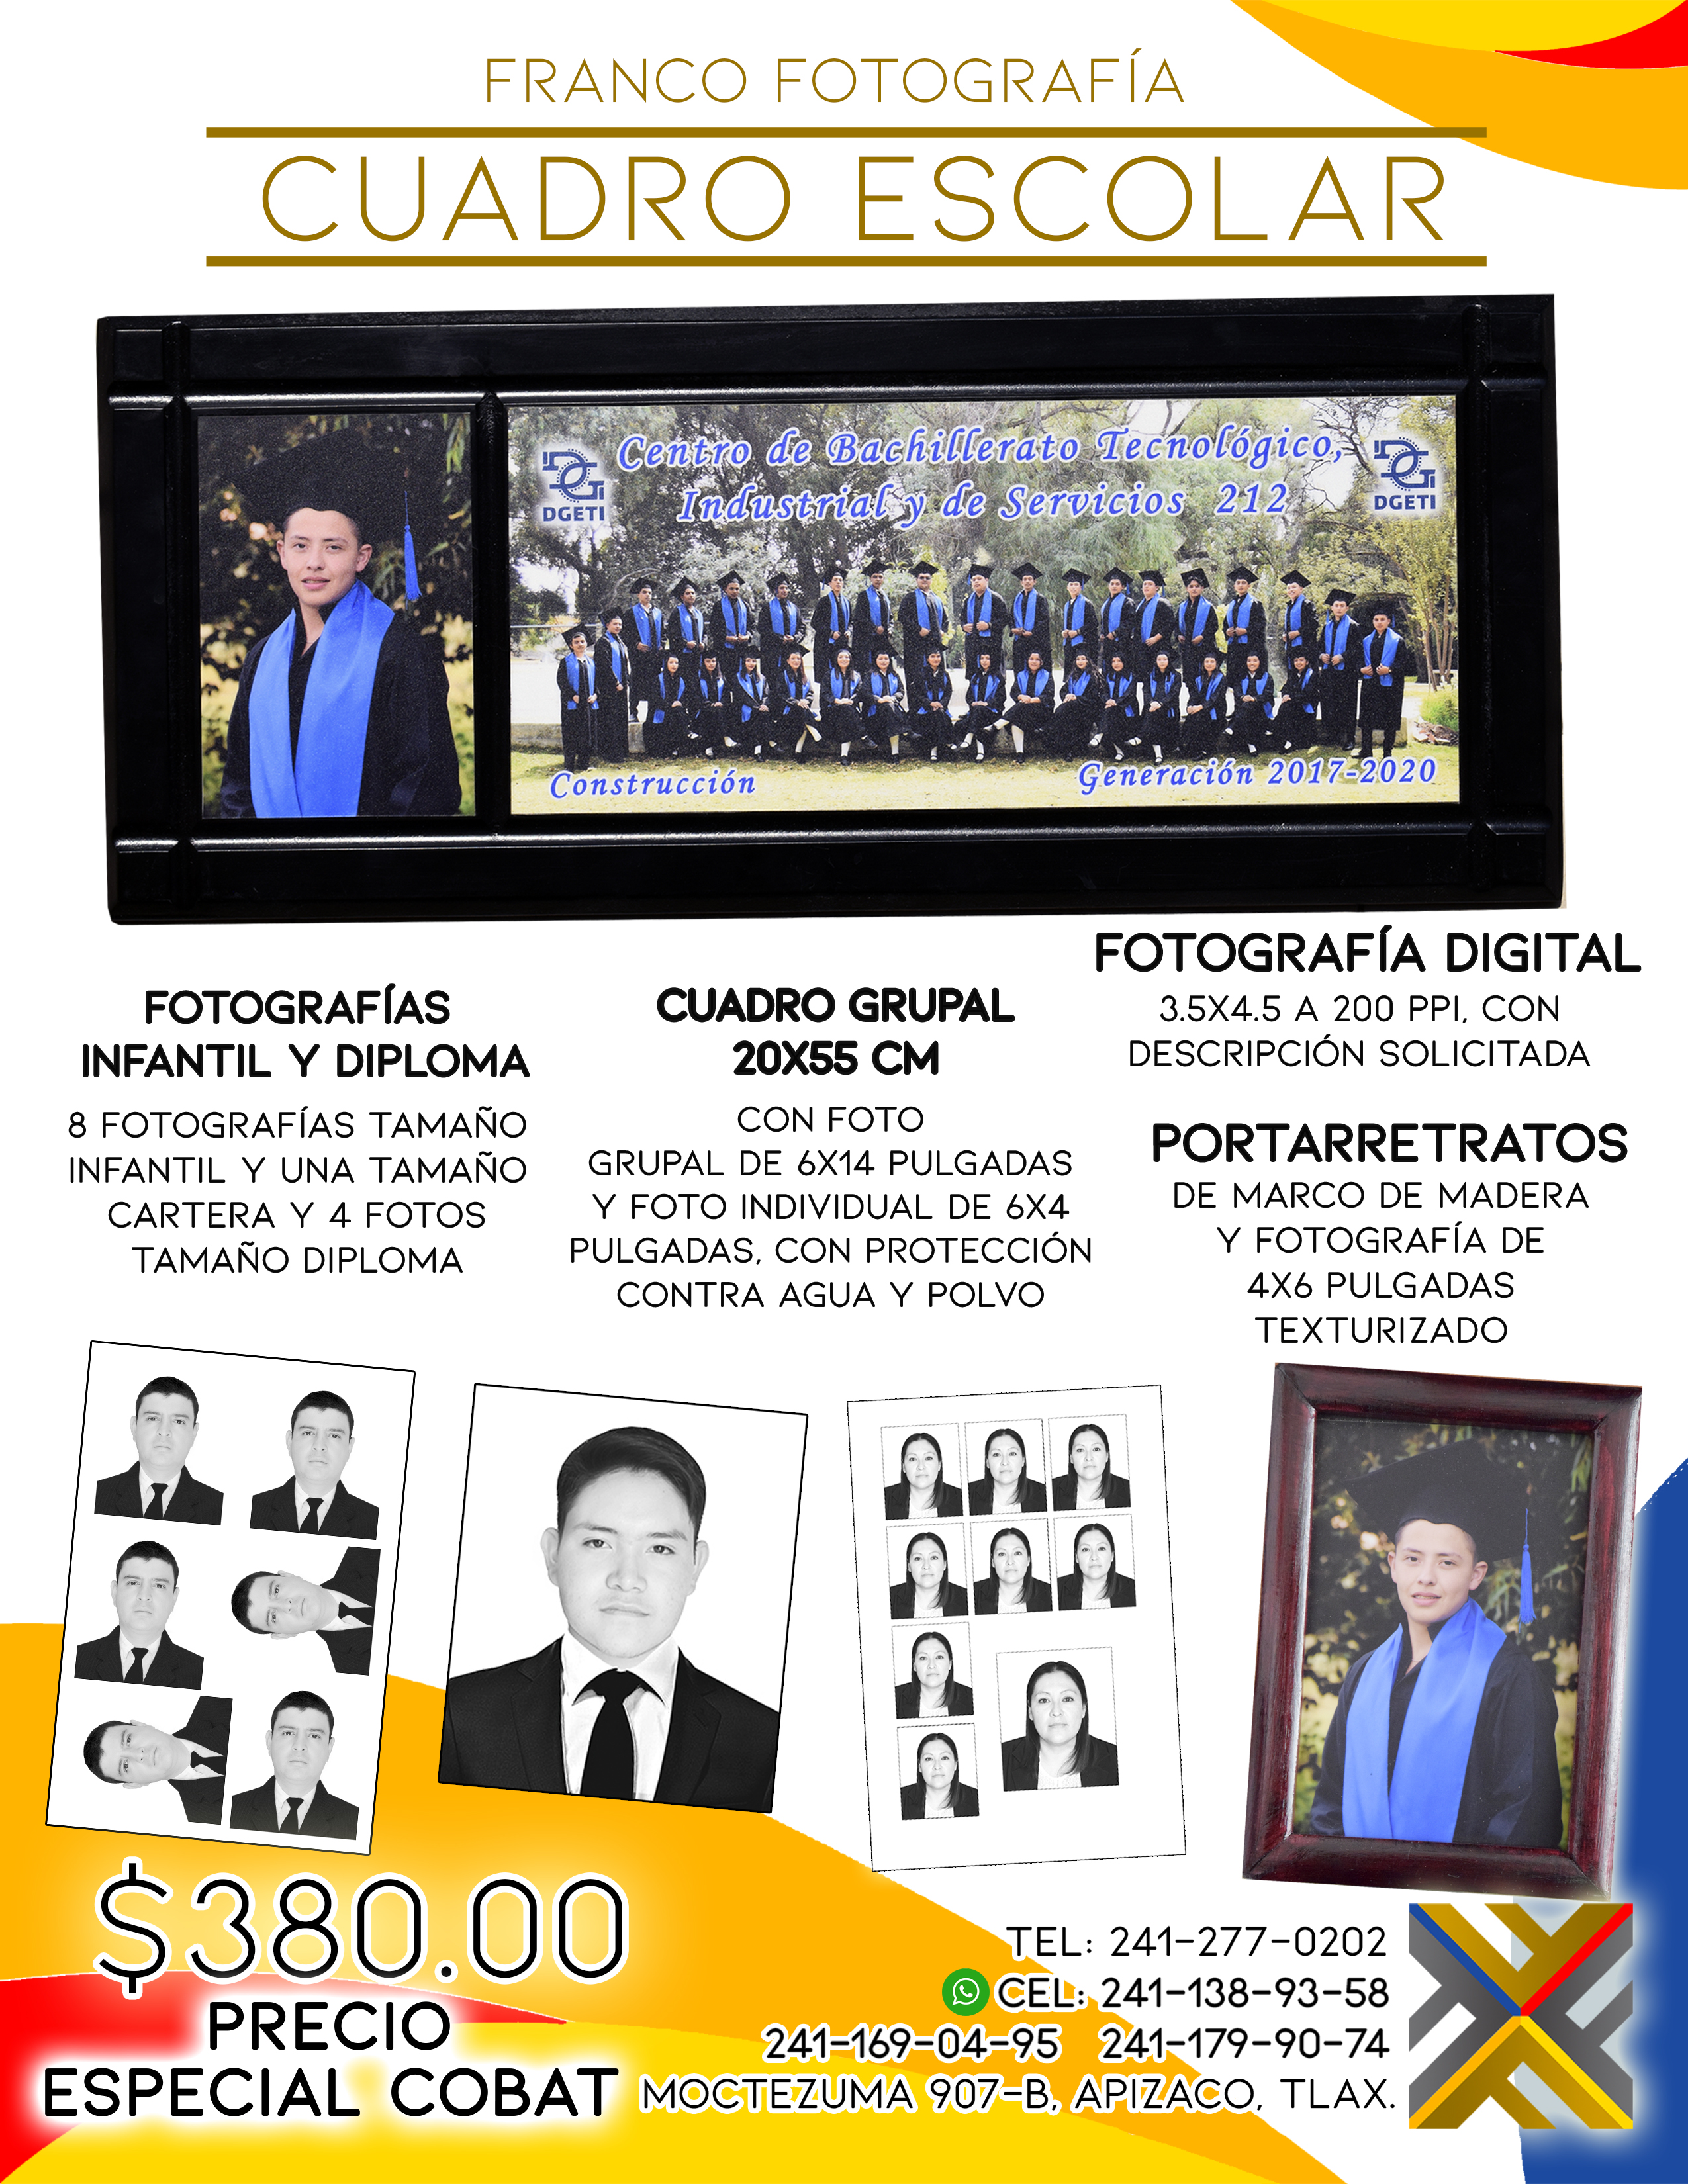 FRANCO FOTOGRAFÍA
CUADRO ESCOLAR
DGETI
Centro de Bachillerato Tecnológico,
Industrial y de Servicios 212
DGETI
Construcción
Generación 2017-2020
FOTOGRAFÍAS
INFANTIL Y DIPLOMA
8 FOTOGRAFÍAS TAMAÑO
INFANTIL Y UNA TAMAÑO
CARTERA Y 4 FOTOS
TAMAÑO DIPLOMA
CUADRO GRUPAL
20X55 CM
CON FOTO
GRUPAL DE 6X14 PULGADAS
Y FOTO INDIVIDUAL DE 6X4
PULGADAS, CON PROTECCIÓN
CONTRA AGUA Y POLVO
FOTOGRAFÍA DIGITAL
3.5X4.5 A 200 PPI, CON
DESCRIPCIÓN SOLICITADA
PORTARRETRATOS
DE MARCO DE MADERA
Y FOTOGRAFÍA DE
4X6 PULGADAS
TEXTURIZADO
$380.00
PRECIO
ESPECIAL COBAT
TEL: 241-277-0202
CEL: 241-138-93-58
241-169-04-95 241-179-90-74
MOCTEZUMA 907-B, APIZACO, TLAX.